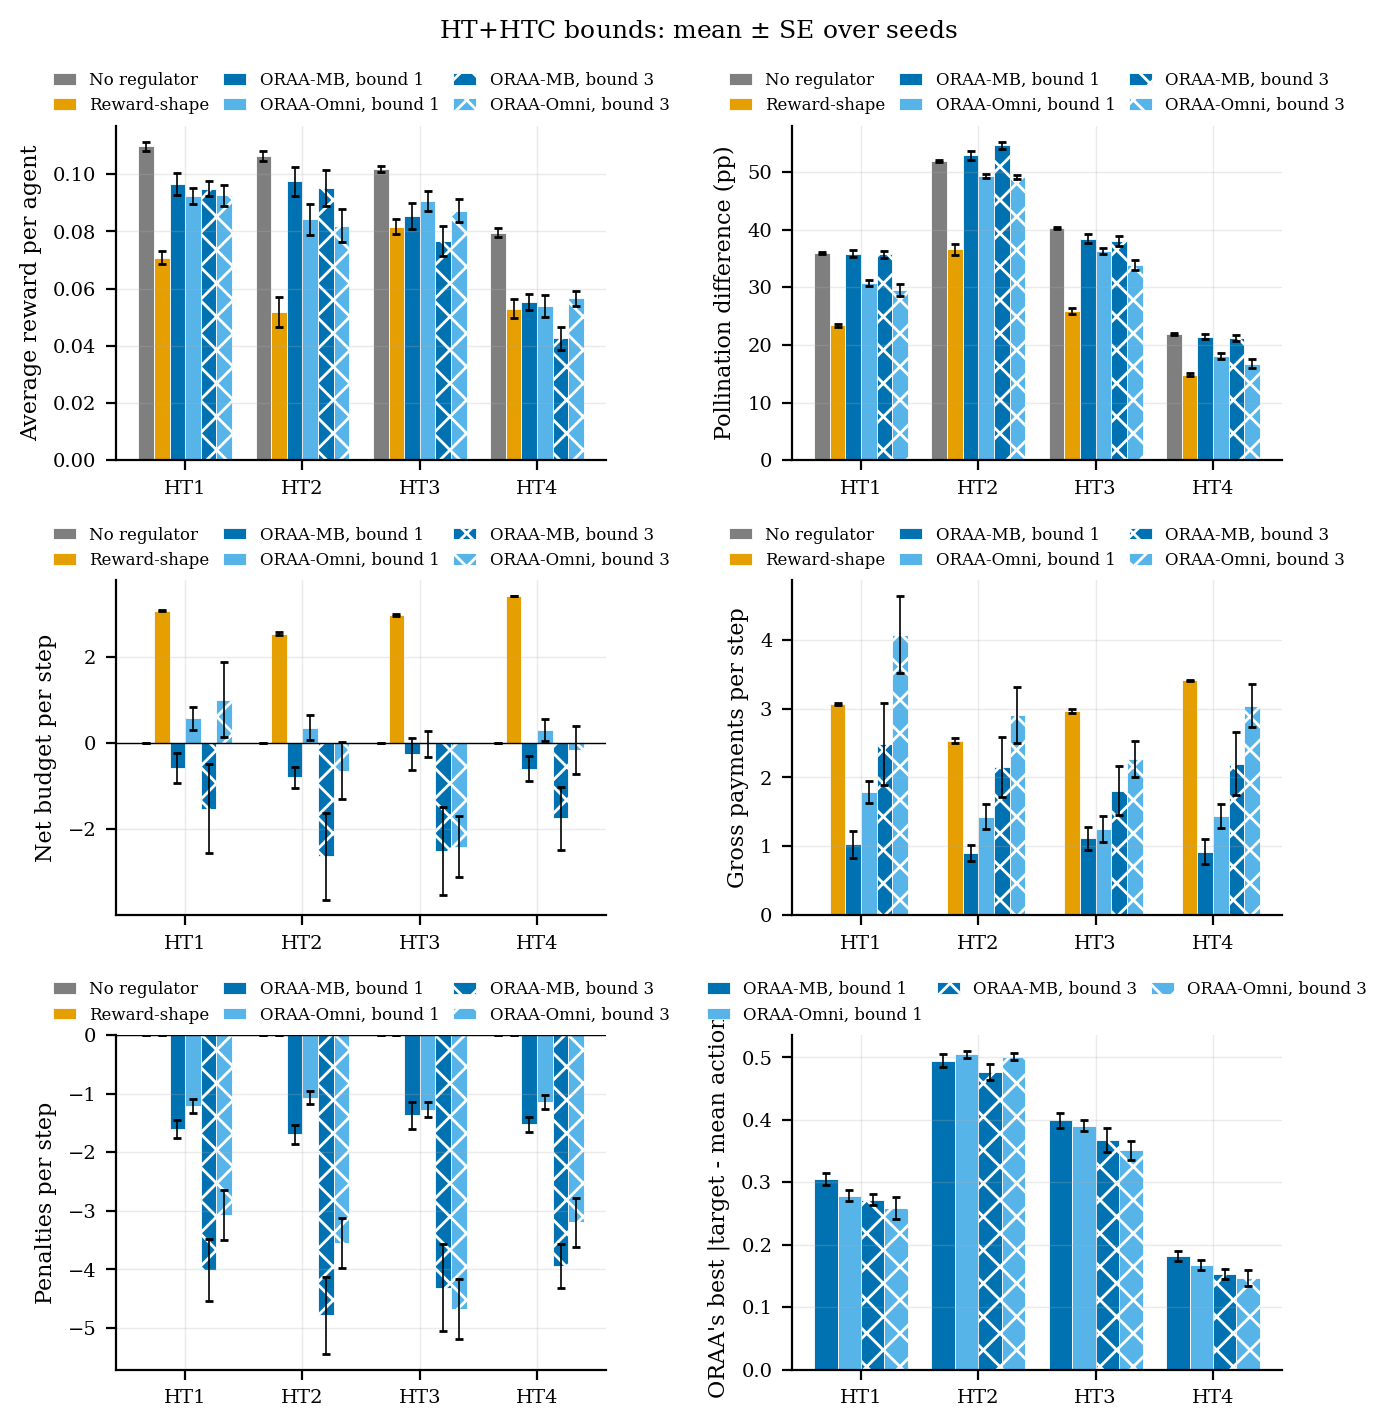 HT+HTC bounds: mean ± SE over seeds
No regulator
Reward-shape
ORAA-MB, bound 1
ORAA-Omni, bound 1
ORAA-MB, bound 3
ORAA-Omni, bound 3
Average reward per agent
0.10
0.08
0.06
0.04
0.02
0.00
HT1
HT2
HT3
HT4
No regulator
Reward-shape
ORAA-MB, bound 1
ORAA-Omni, bound 1
ORAA-MB, bound 3
ORAA-Omni, bound 3
Pollination difference (pp)
50
40
30
20
10
0
HT1
HT2
HT3
HT4
No regulator
Reward-shape
ORAA-MB, bound 1
ORAA-Omni, bound 1
ORAA-MB, bound 3
ORAA-Omni, bound 3
Net budget per step
2
0
−2
HT1
HT2
HT3
HT4
No regulator
Reward-shape
ORAA-MB, bound 1
ORAA-Omni, bound 1
ORAA-MB, bound 3
ORAA-Omni, bound 3
Gross payments per step
4
3
2
1
0
HT1
HT2
HT3
HT4
No regulator
Reward-shape
ORAA-MB, bound 1
ORAA-Omni, bound 1
ORAA-MB, bound 3
ORAA-Omni, bound 3
Penalties per step
0
−1
−2
−3
−4
−5
HT1
HT2
HT3
HT4
ORAA-MB, bound 1
ORAA-Omni, bound 1
ORAA-MB, bound 3
ORAA-Omni, bound 3
ORAA's best |target - mean action
0.5
0.4
0.3
0.2
0.1
0.0
HT1
HT2
HT3
HT4